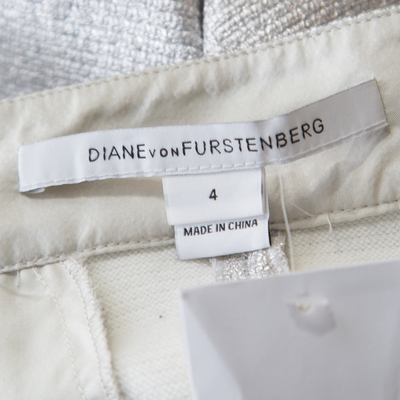 DIANE VON FURSTENBERG
4
MADE IN CHINA